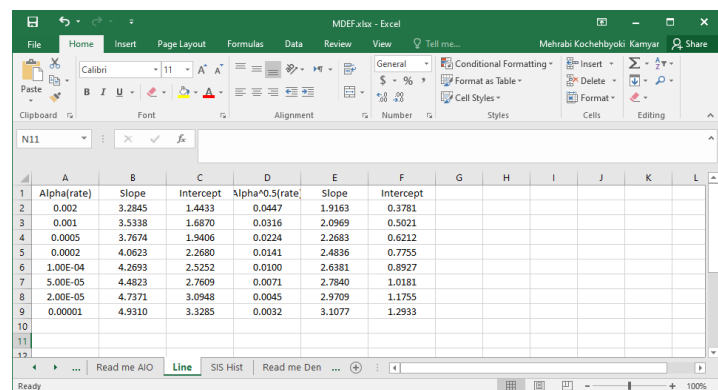 MDEF.xlsx - Excel
File Home Insert Page Layout Formulas Data Review View Tell me... Mehrabi Kochehbyoki Kamyar Share
Paste
Calibri 11 A A
B I U A
General
$ % ,
Conditional Formatting
Format as Table
Cell Styles
Insert
Delete
Format
Clipboard Font Alignment Number Styles Cells Editing
N11 fx
A B C D E F G H I J K L
1 Alpha(rate) Slope Intercept Alpha^0.5(rate) Slope Intercept
2 0.002 3.2845 1.4433 0.0447 1.9163 0.3781
3 0.001 3.5338 1.6870 0.0316 2.0969 0.5021
4 0.0005 3.7674 1.9406 0.0224 2.2683 0.6212
5 0.0002 4.0623 2.2680 0.0141 2.4836 0.7755
6 1.00E-04 4.2693 2.5252 0.0100 2.6381 0.8927
7 5.00E-05 4.4823 2.7609 0.0071 2.7840 1.0181
8 2.00E-05 4.7371 3.0948 0.0045 2.9709 1.1755
9 0.00001 4.9310 3.3285 0.0032 3.1077 1.2933
10
11
12
... Read me AIO Line SIS Hist Read me Den ...
Ready 100%